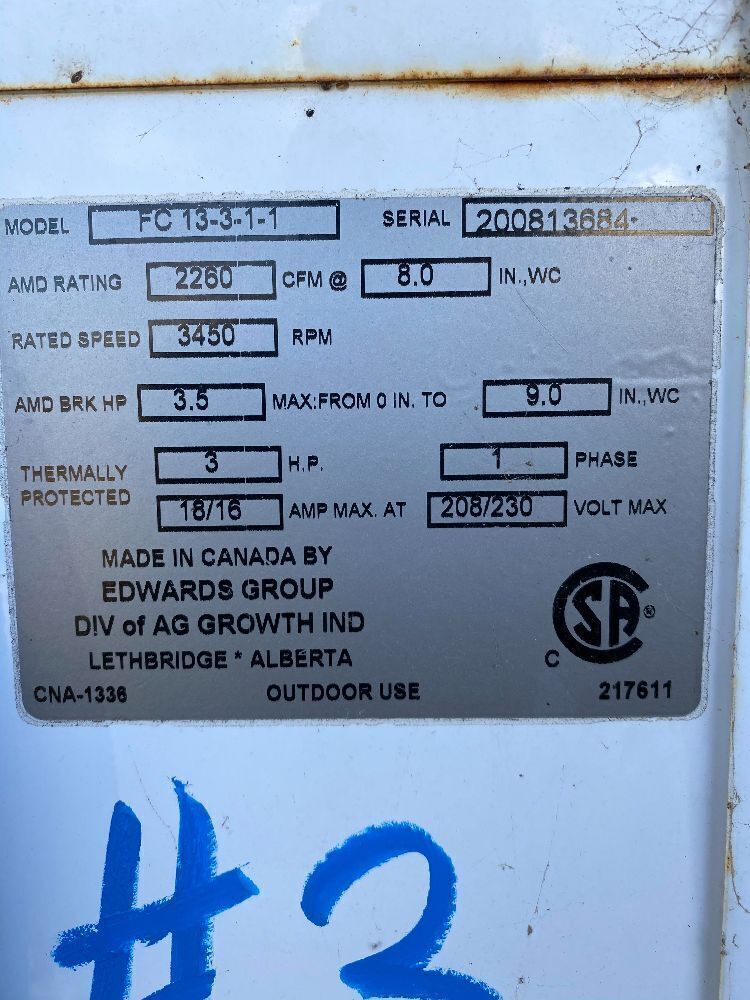 MODEL FC 13-3-1-1 SERIAL 200813684-
AMD RATING 2260 CFM @ 8.0 IN.,WC
RATED SPEED 3450 RPM
AMD BRK HP 3.5 MAX:FROM 0 IN. TO 9.0 IN.,WC
THERMALLY PROTECTED 3 H.P. 1 PHASE
18/16 AMP MAX. AT 208/230 VOLT MAX
MADE IN CANADA BY
EDWARDS GROUP
DIV of AG GROWTH IND
LETHBRIDGE * ALBERTA
CSA®
C
CNA-1336 OUTDOOR USE 217611